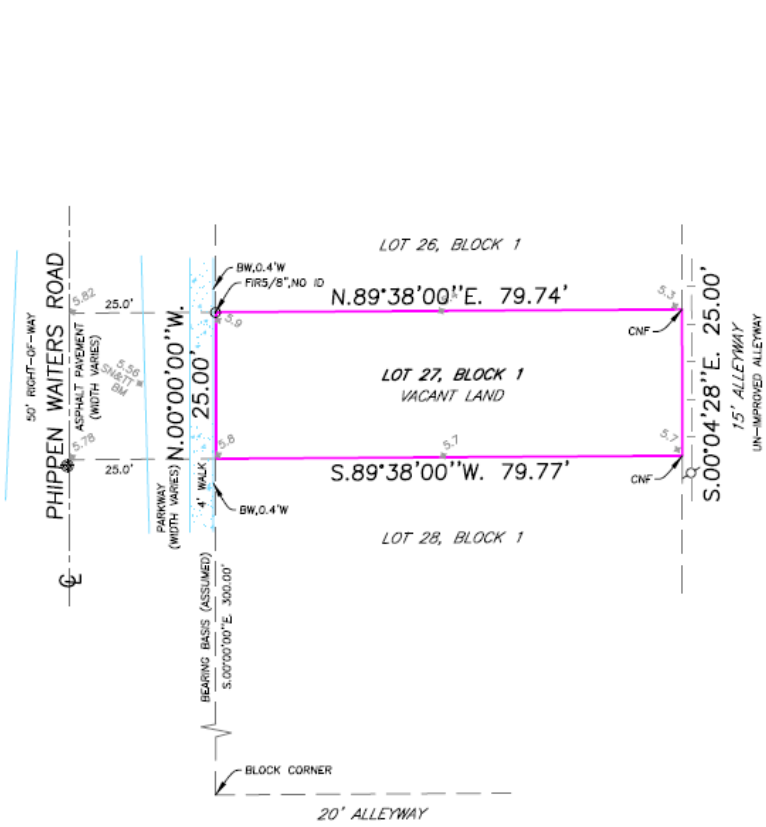 LOT 26, BLOCK 1
BW,0.4'W
FIR5/8",NO ID
N.89°38'00"E. 79.74'
5.3
CNF
5.82
25.0'
5.9
50' RIGHT-OF-WAY
PHIPPEN WAITERS ROAD
ASPHALT PAVEMENT
(WIDTH VARIES)
5.56
SN&TT
BM
N.00°00'00"W.
25.00'
LOT 27, BLOCK 1
VACANT LAND
S.00°04'28"E. 25.00'
15' ALLEYWAY
UN-IMPROVED ALLEYWAY
5.78
25.0'
5.8
5.7
5.7
S.89°38'00"W. 79.77'
CNF
PARKWAY
(WIDTH VARIES)
4' WALK
BW,0.4'W
LOT 28, BLOCK 1
BEARING BASIS (ASSUMED)
S.00°00'00"E. 300.00'
BLOCK CORNER
20' ALLEYWAY